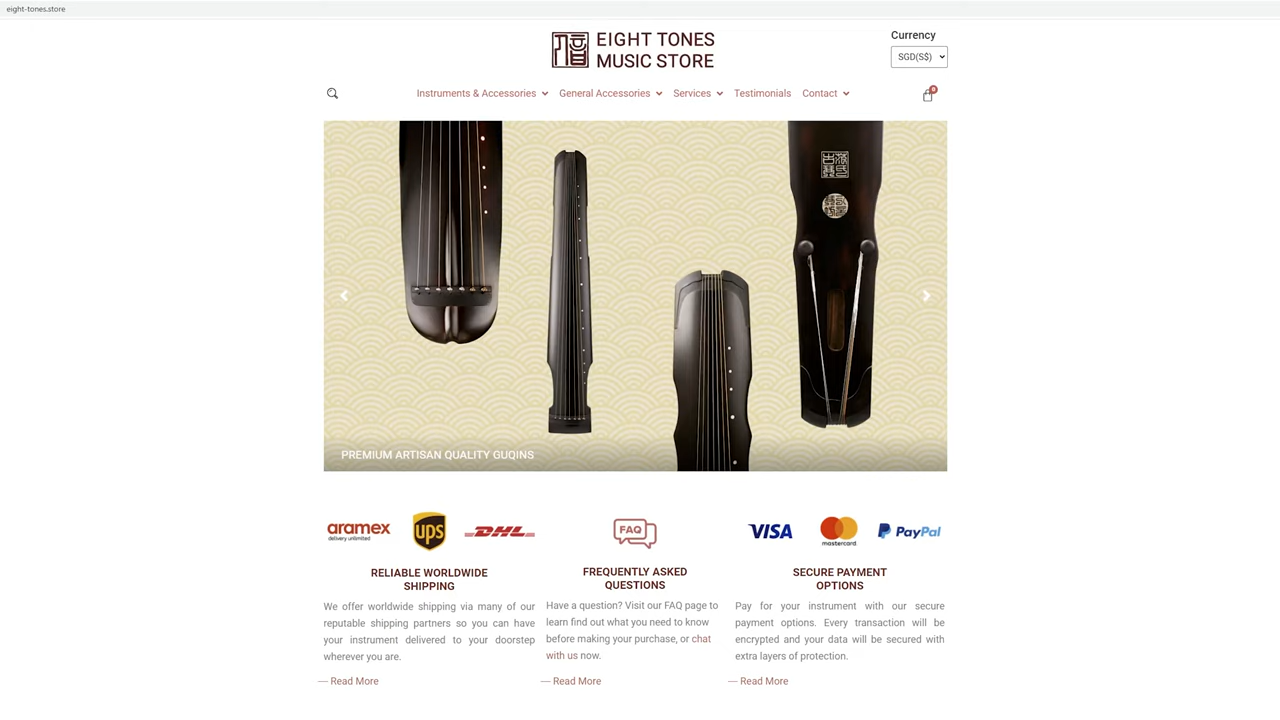 eight-tones.store
EIGHT TONES
MUSIC STORE
Currency
SGD(S$)
Instruments & Accessories
General Accessories
Services
Testimonials
Contact
0
PREMIUM ARTISAN QUALITY GUQINS
aramex
delivery unlimited
ups
DHL
RELIABLE WORLDWIDE
SHIPPING
We offer worldwide shipping via many of our
reputable shipping partners so you can have
your instrument delivered to your doorstep
wherever you are.
— Read More
FAQ
FREQUENTLY ASKED
QUESTIONS
Have a question? Visit our FAQ page to
learn find out what you need to know
before making your purchase, or chat
with us now.
— Read More
VISA
mastercard
PayPal
SECURE PAYMENT
OPTIONS
Pay for your instrument with our secure
payment options. Every transaction will be
encrypted and your data will be secured with
extra layers of protection.
— Read More